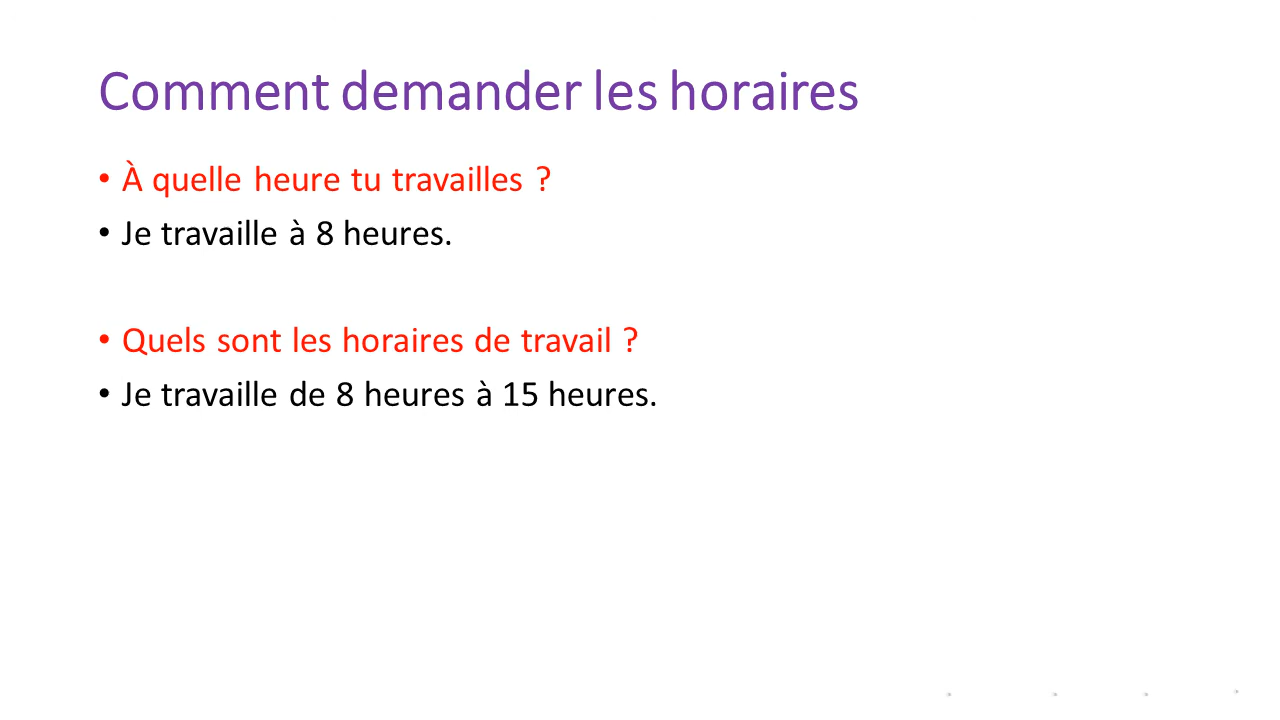 Comment demander les horaires
• À quelle heure tu travailles ?
• Je travaille à 8 heures.
• Quels sont les horaires de travail ?
• Je travaille de 8 heures à 15 heures.